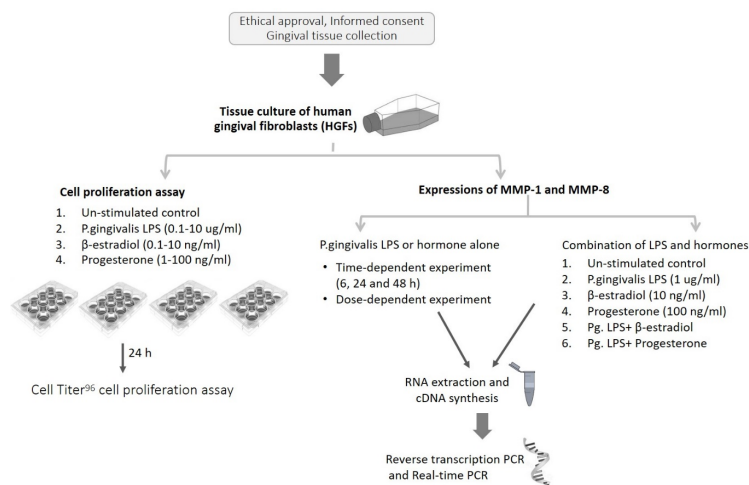 Ethical approval, Informed consent
Gingival tissue collection
Tissue culture of human
gingival fibroblasts (HGFs)
Cell proliferation assay
1. Un-stimulated control
2. P.gingivalis LPS (0.1-10 ug/ml)
3. β-estradiol (0.1-10 ng/ml)
4. Progesterone (1-100 ng/ml)
24 h
Cell Titer96 cell proliferation assay
Expressions of MMP-1 and MMP-8
P.gingivalis LPS or hormone alone
• Time-dependent experiment
(6, 24 and 48 h)
• Dose-dependent experiment
Combination of LPS and hormones
1. Un-stimulated control
2. P.gingivalis LPS (1 ug/ml)
3. β-estradiol (10 ng/ml)
4. Progesterone (100 ng/ml)
5. Pg. LPS+ β-estradiol
6. Pg. LPS+ Progesterone
RNA extraction and
cDNA synthesis
Reverse transcription PCR
and Real-time PCR